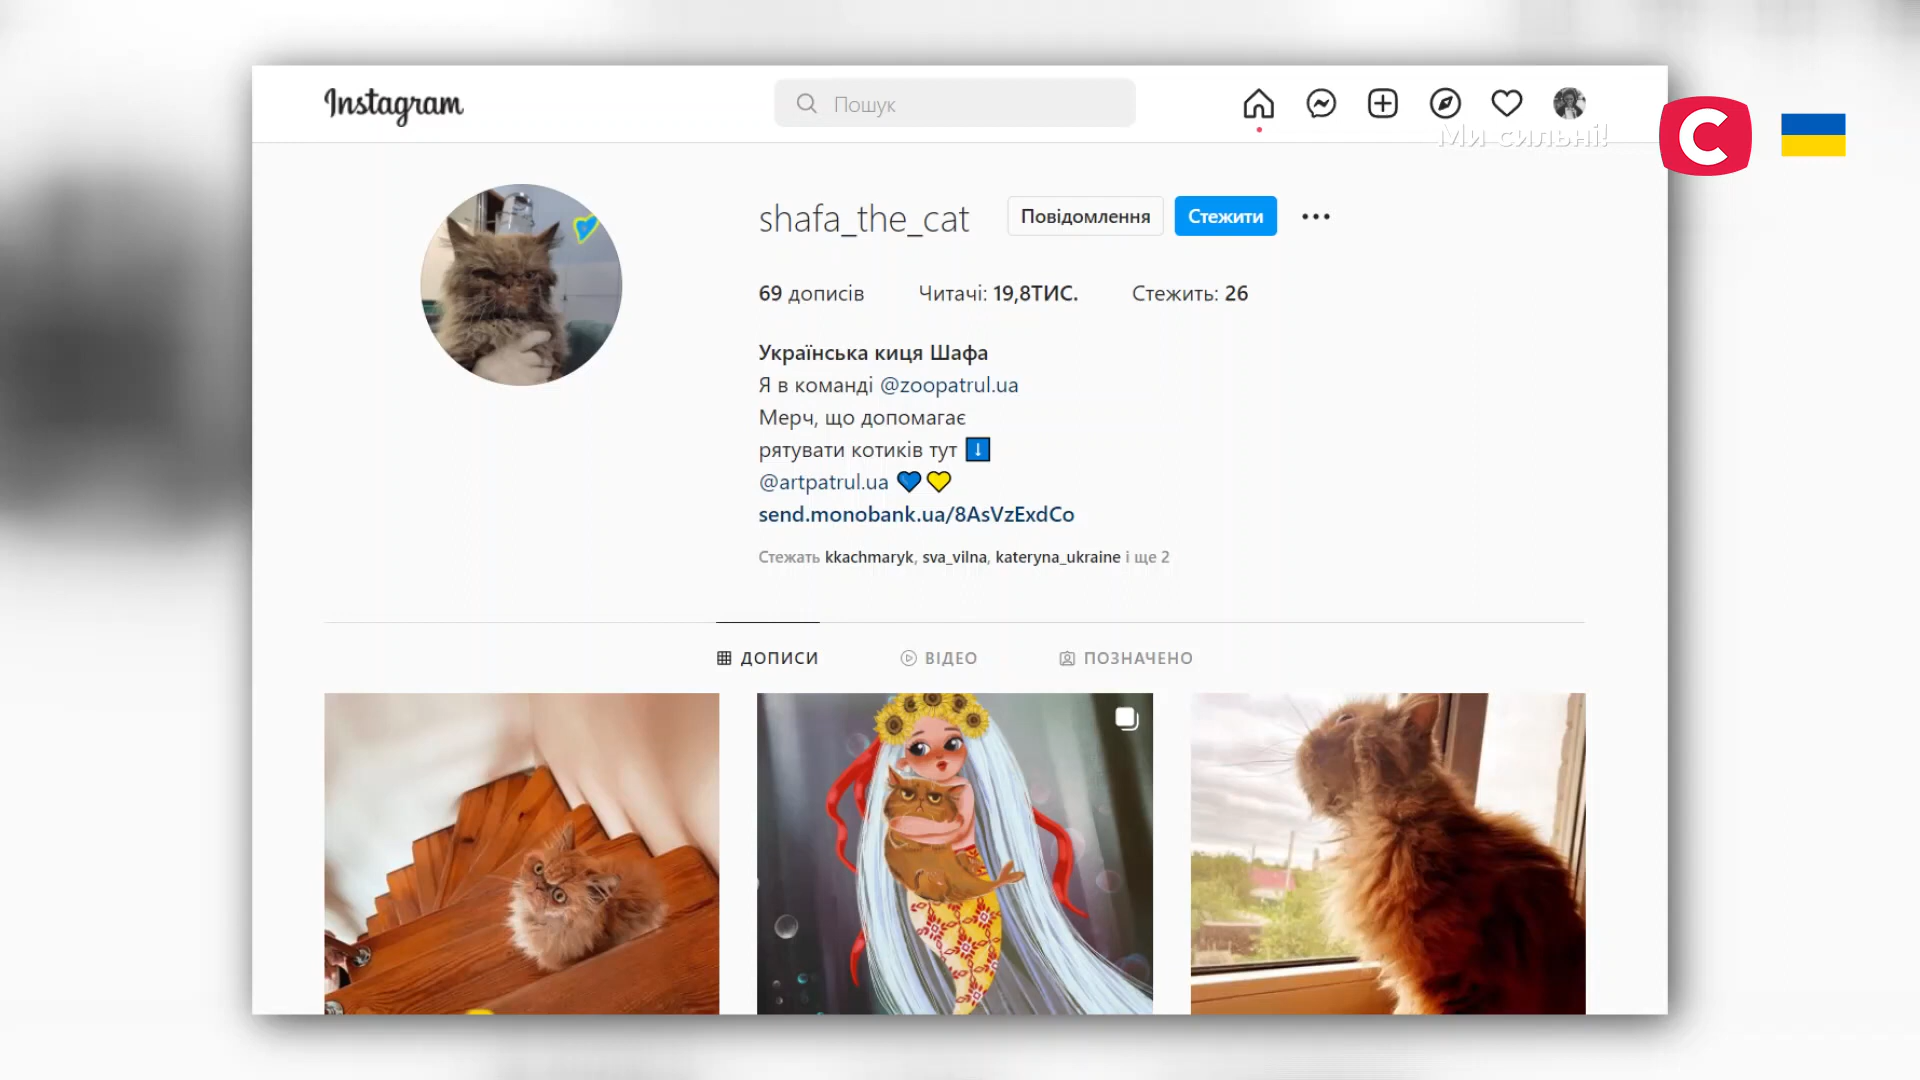 Instagram
Пошук
Ми сильні!
C
shafa_the_cat
Повідомлення
Стежити
69 дописів
Читачі: 19,8ТИС.
Стежить: 26
Українська киця Шафа
Я в команді @zoopatrul.ua
Мерч, що допомагає
рятувати котиків тут ⬇️
@artpatrul.ua 💙💛
send.monobank.ua/8AsVzExdCo
Стежать kkachmaryk, sva_vilna, kateryna_ukraine і ще 2
ДОПИСИ
ВІДЕО
ПОЗНАЧЕНО